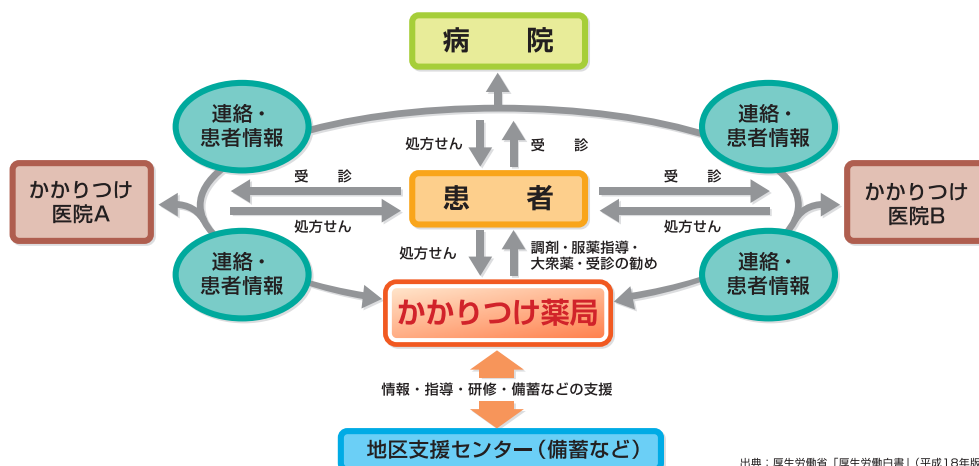 病　院
連絡・
患者情報
連絡・
患者情報
処方せん
受　診
かかりつけ
医院A
受　診
患　者
受　診
かかりつけ
医院B
処方せん
処方せん
連絡・
患者情報
処方せん
調剤・服薬指導・
大衆薬・受診の勧め
連絡・
患者情報
かかりつけ薬局
情報・指導・研修・備蓄などの支援
地区支援センター（備蓄など）
出典：厚生労働省「厚生労働白書」（平成18年版